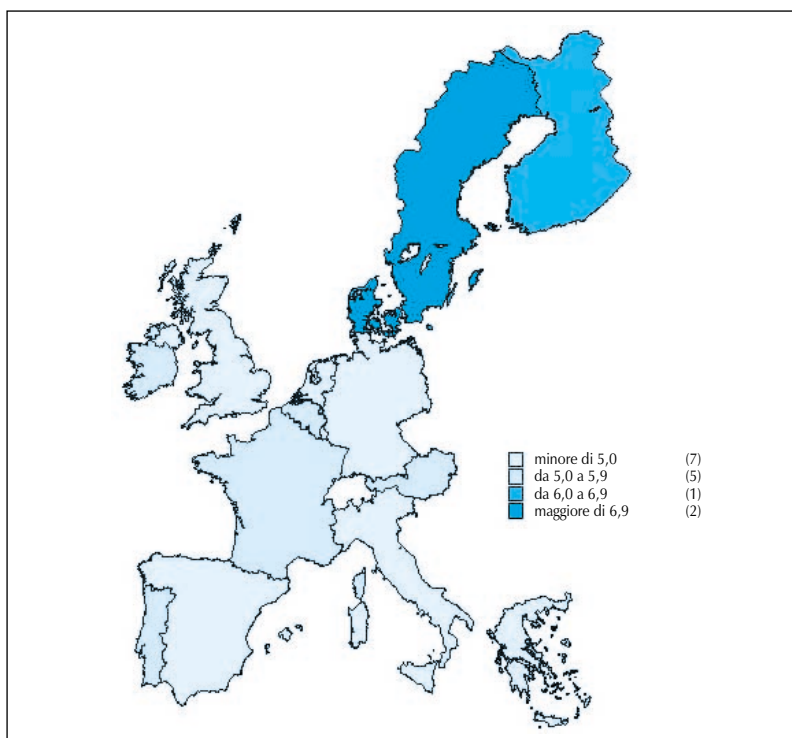 minore di 5,0 (7)
da 5,0 a 5,9 (5)
da 6,0 a 6,9 (1)
maggiore di 6,9 (2)